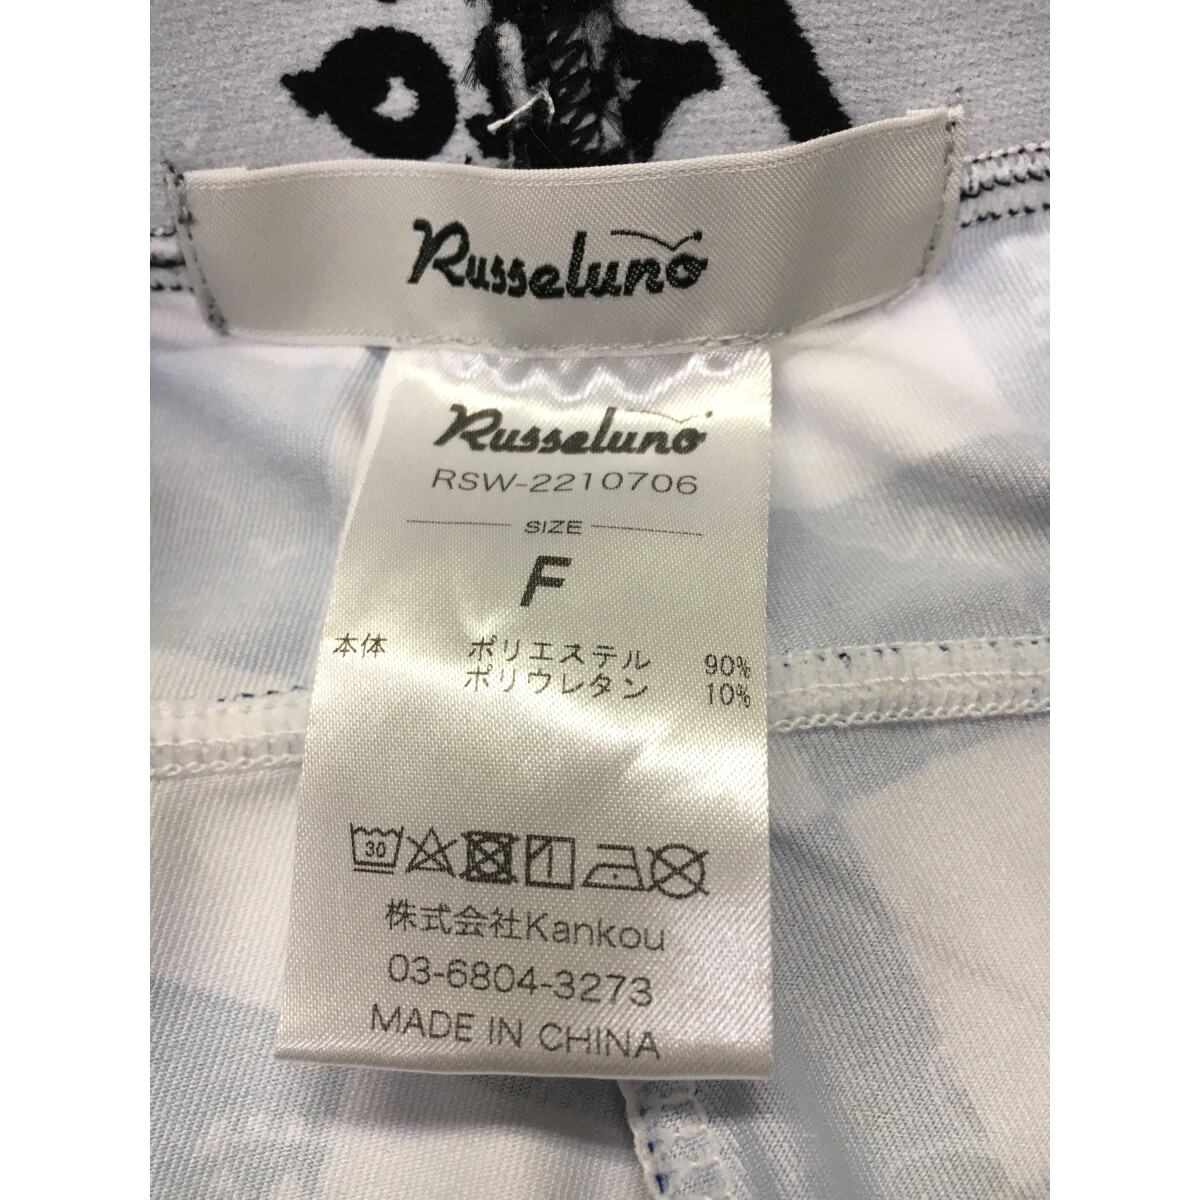 Russeluno
Russeluno
RSW-2210706
SIZE
F
本体 ポリエステル 90%
ポリウレタン 10%
30
株式会社Kankou
03-6804-3273
MADE IN CHINA